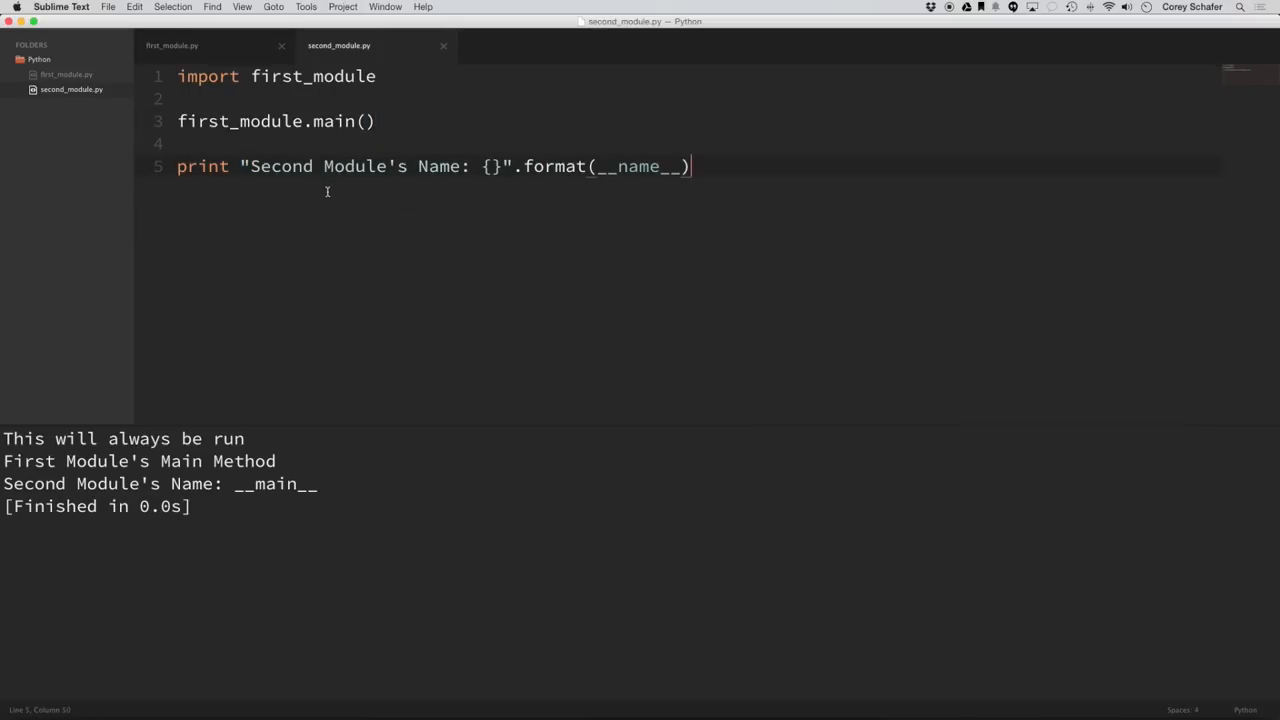 Sublime Text File Edit Selection Find View Goto Tools Project Window Help Corey Schafer
second_module.py — Python
FOLDERS
Python
first_module.py
second_module.py
first_module.py second_module.py
1 import first_module
2
3 first_module.main()
4
5 print "Second Module's Name: {}".format(__name__)
This will always be run
First Module's Main Method
Second Module's Name: __main__
[Finished in 0.0s]
Line 5, Column 50 Spaces: 4 Python